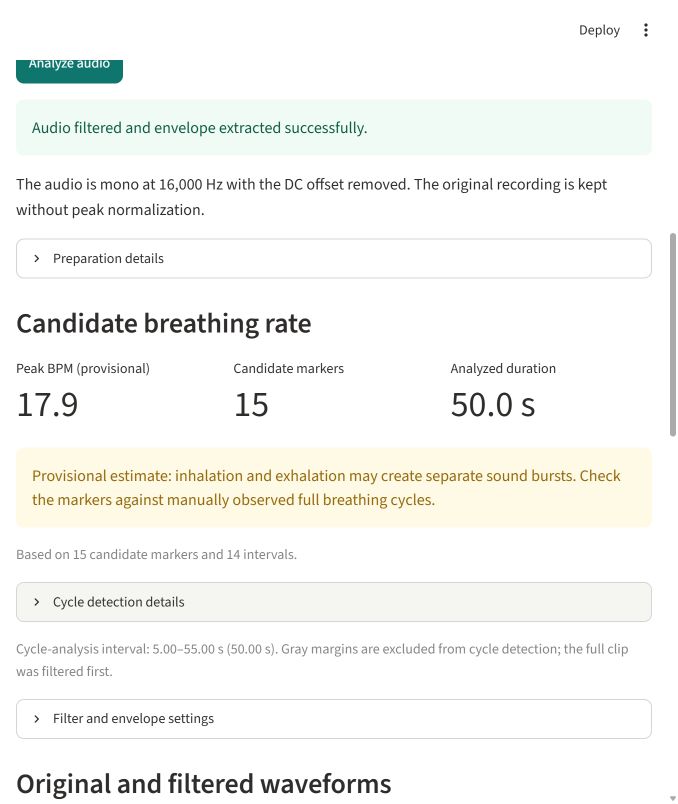 Deploy
Analyze audio
Audio filtered and envelope extracted successfully.
The audio is mono at 16,000 Hz with the DC offset removed. The original recording is kept
without peak normalization.
Preparation details
Candidate breathing rate
Peak BPM (provisional)
17.9
Candidate markers
15
Analyzed duration
50.0 s
Provisional estimate: inhalation and exhalation may create separate sound bursts. Check
the markers against manually observed full breathing cycles.
Based on 15 candidate markers and 14 intervals.
Cycle detection details
Cycle-analysis interval: 5.00–55.00 s (50.00 s). Gray margins are excluded from cycle detection; the full clip
was filtered first.
Filter and envelope settings
Original and filtered waveforms